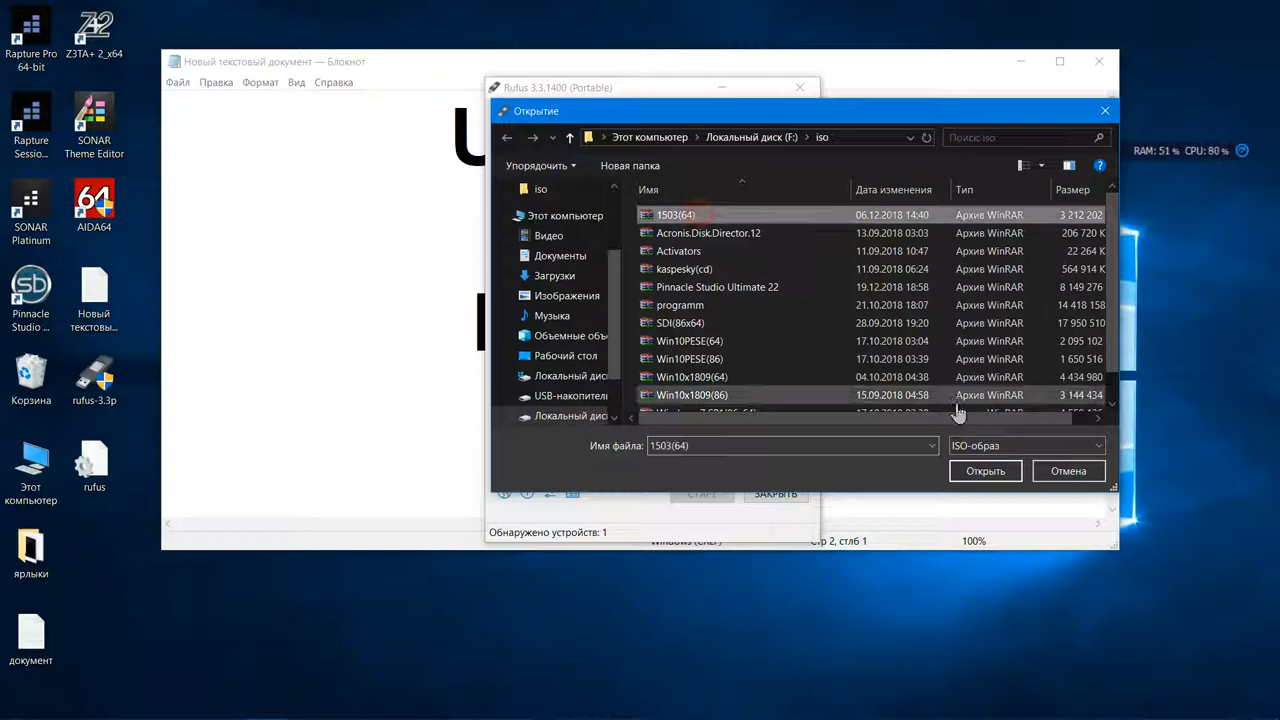 Rapture Pro 64-bit
Z3TA+ 2_x64
Rapture Sessio...
SONAR Theme Editor
SONAR Platinum
64
AIDA64
Pinnacle Studio ...
Новый текстовы...
Корзина
rufus-3.3p
Этот компьютер
rufus
ярлыки
документ
Новый текстовый документ — Блокнот
Файл Правка Формат Вид Справка
Rufus 3.3.1400 (Portable)
Открытие
Этот компьютер > Локальный диск (F:) > iso
Поиск: iso
Упорядочить Новая папка
iso
Этот компьютер
Видео
Документы
Загрузки
Изображения
Музыка
Объемные объ
Рабочий стол
Локальный дис
USB-накопител
Локальный дис
Имя Дата изменения Тип Размер
1503(64) 06.12.2018 14:40 Архив WinRAR 3 212 202
Acronis.Disk.Director.12 13.09.2018 03:03 Архив WinRAR 206 720 K
Activators 11.09.2018 10:47 Архив WinRAR 22 264 K
kaspesky(cd) 11.09.2018 06:24 Архив WinRAR 564 914 K
Pinnacle Studio Ultimate 22 19.12.2018 18:58 Архив WinRAR 8 149 276
programm 21.10.2018 18:07 Архив WinRAR 14 418 158
SDI(86x64) 28.09.2018 19:20 Архив WinRAR 17 950 510
Win10PESE(64) 17.10.2018 03:04 Архив WinRAR 2 095 102
Win10PESE(86) 17.10.2018 03:39 Архив WinRAR 1 650 516
Win10x1809(64) 04.10.2018 04:38 Архив WinRAR 4 434 980
Win10x1809(86) 15.09.2018 04:58 Архив WinRAR 3 144 434
Имя файла: 1503(64) ISO-образ
Открыть Отмена
СТАРТ ЗАКРЫТЬ
Обнаружено устройств: 1
Стр 2, стлб 1 100%
RAM: 51 % CPU: 80 %